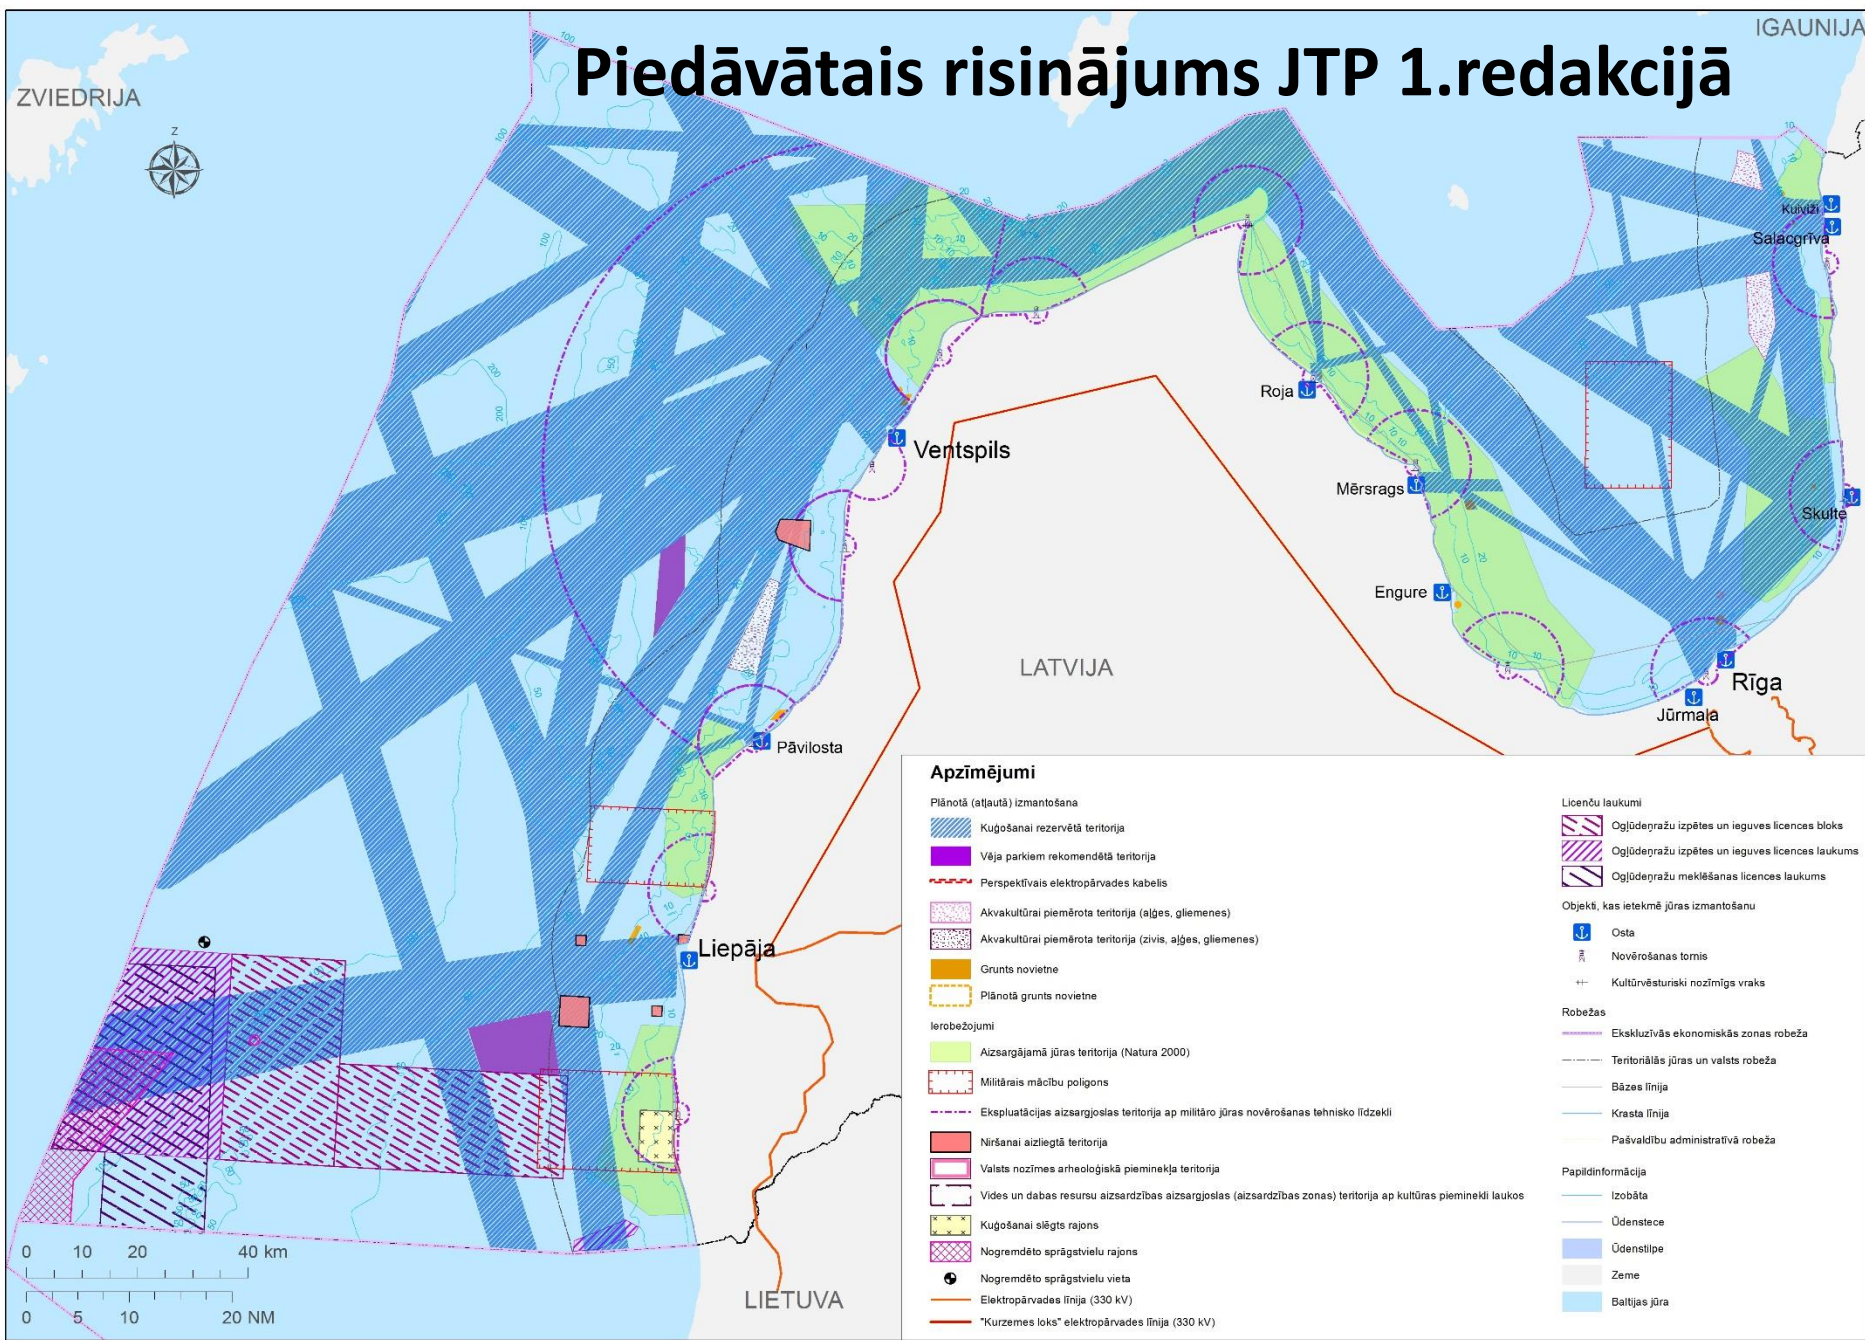 Piedāvātais risinājums JTP 1.redakcijā
IGAUNIJA
ZVIEDRIJA
Z
Kuiviži
Salacgrīva
Roja
Ventspils
Mērsrags
Skulte
Engure
LATVIJA
Rīga
Jūrmala
Pāvilosta
Liepāja
LIETUVA
0 10 20 40 km
0 5 10 20 NM
Apzīmējumi
Plānotā (atļautā) izmantošana
Kuģošanai rezervētā teritorija
Vēja parkiem rekomendētā teritorija
Perspektīvais elektropārvades kabelis
Akvakultūrai piemērota teritorija (aļģes, gliemenes)
Akvakultūrai piemērota teritorija (zivis, aļģes, gliemenes)
Grunts novietne
Plānotā grunts novietne
Ierobežojumi
Aizsargājamā jūras teritorija (Natura 2000)
Militārais mācību poligons
Ekspluatācijas aizsargjoslas teritorija ap militāro jūras novērošanas tehnisko līdzekli
Niršanai aizliegtā teritorija
Valsts nozīmes arheoloģiskā pieminekļa teritorija
Vides un dabas resursu aizsardzības aizsargjoslas (aizsardzības zonas) teritorija ap kultūras pieminekli laukos
Kuģošanai slēgts rajons
Nogremdēto sprāgstvielu rajons
Nogremdēto sprāgstvielu vieta
Elektropārvades līnija (330 kV)
"Kurzemes loks" elektropārvades līnija (330 kV)
Licenču laukumi
Ogļūdeņražu izpētes un ieguves licences bloks
Ogļūdeņražu izpētes un ieguves licences laukums
Ogļūdeņražu meklēšanas licences laukums
Objekti, kas ietekmē jūras izmantošanu
Osta
Novērošanas tornis
Kultūrvēsturiski nozīmīgs vraks
Robežas
Ekskluzīvās ekonomiskās zonas robeža
Teritoriālās jūras un valsts robeža
Bāzes līnija
Krasta līnija
Pašvaldību administratīvā robeža
Papildinformācija
Izobāta
Ūdenstece
Ūdenstilpe
Zeme
Baltijas jūra